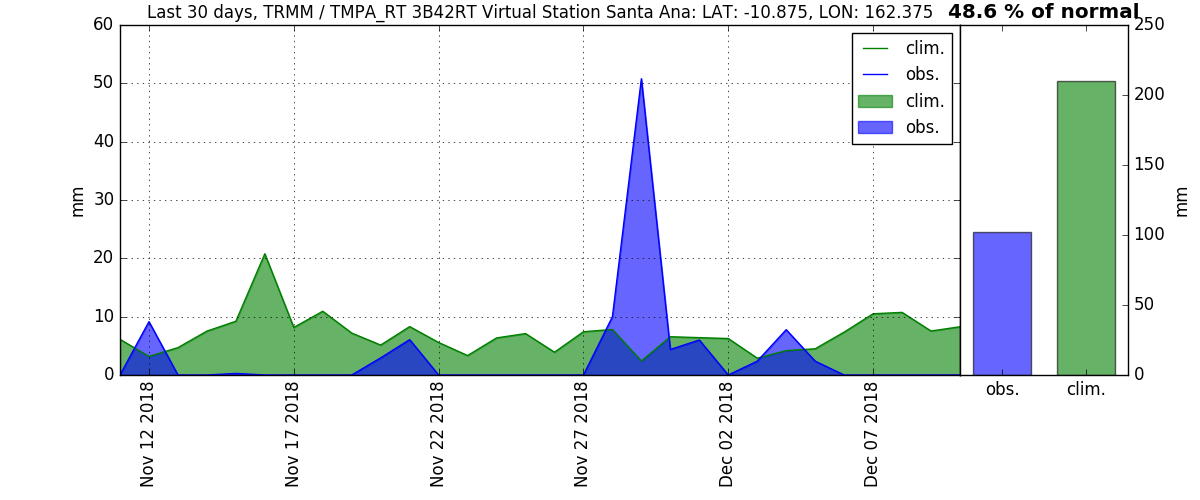 Last 30 days, TRMM / TMPA_RT 3B42RT Virtual Station Santa Ana: LAT: -10.875, LON: 162.375
48.6 % of normal
60
50
40
30
20
10
0
mm
clim.
obs.
clim.
obs.
Nov 12 2018
Nov 17 2018
Nov 22 2018
Nov 27 2018
Dec 02 2018
Dec 07 2018
250
200
150
100
50
0
mm
obs.
clim.